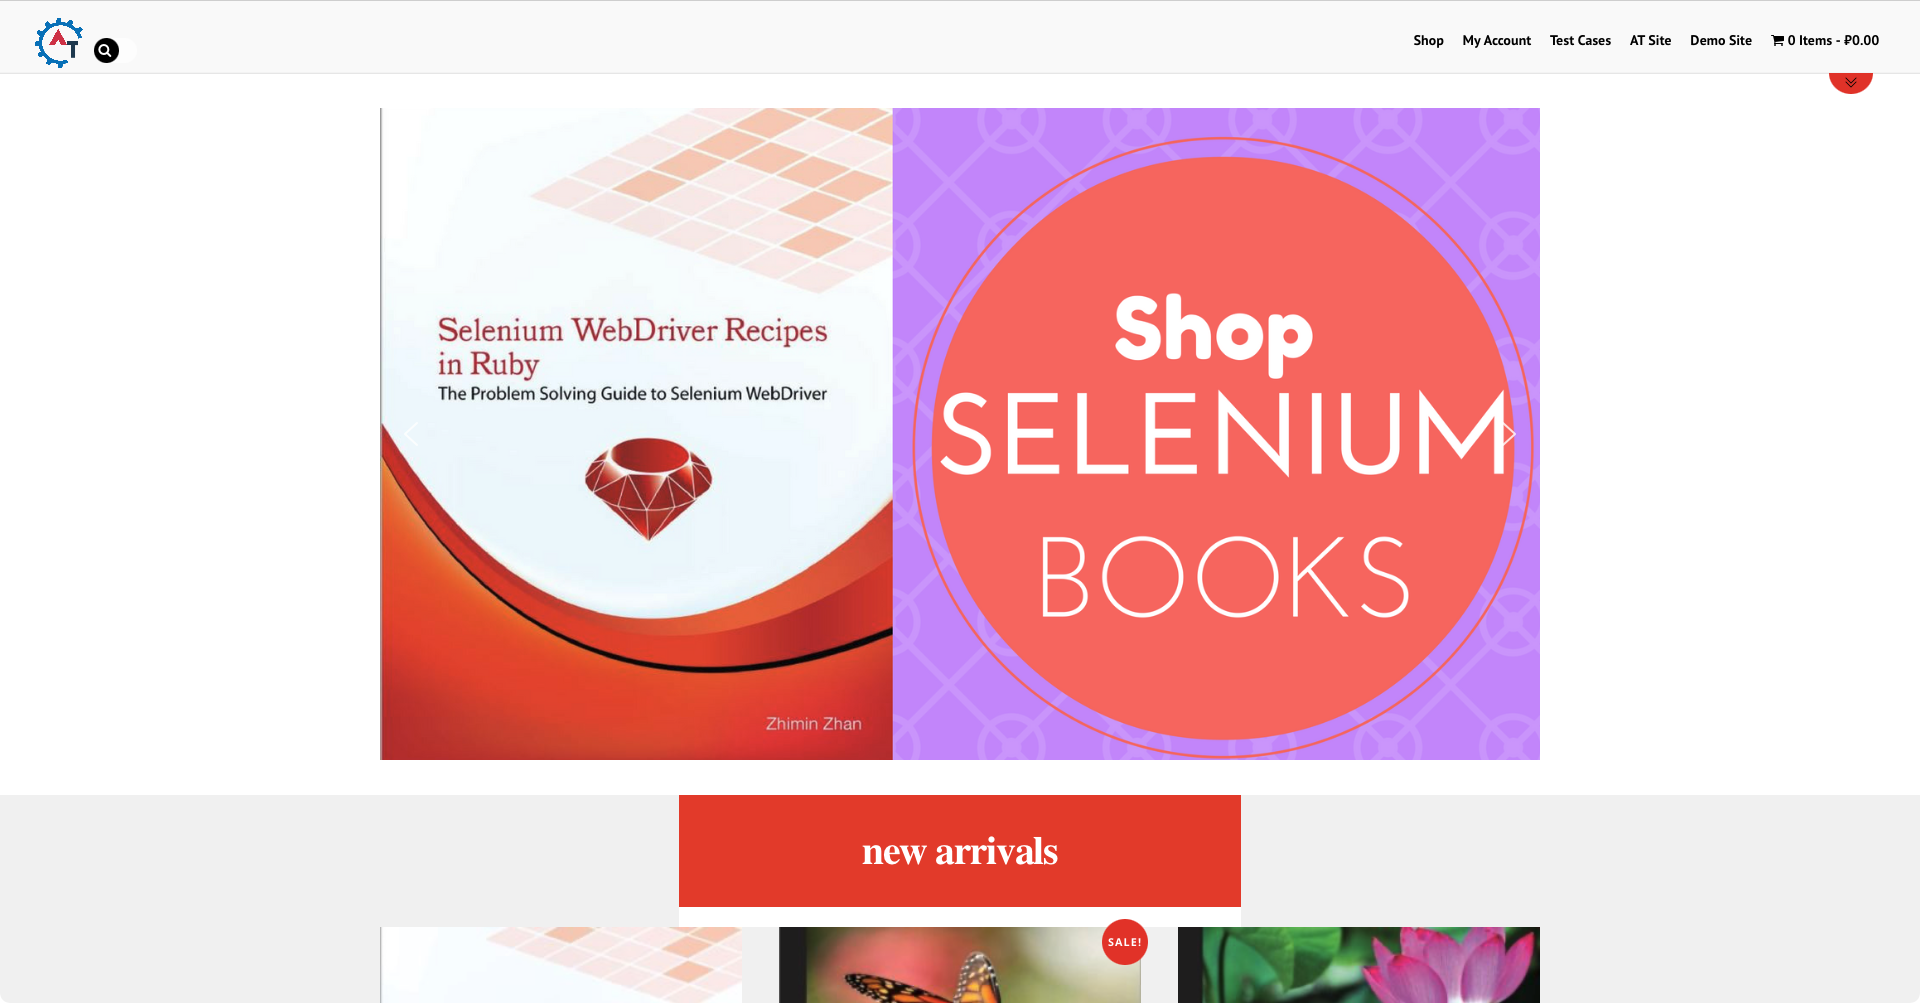 AT
Shop
My Account
Test Cases
AT Site
Demo Site
0 Items - ₽0.00
Selenium WebDriver Recipes
in Ruby
The Problem Solving Guide to Selenium WebDriver
Zhimin Zhan
Shop
SELENIUM
BOOKS
new arrivals
SALE!